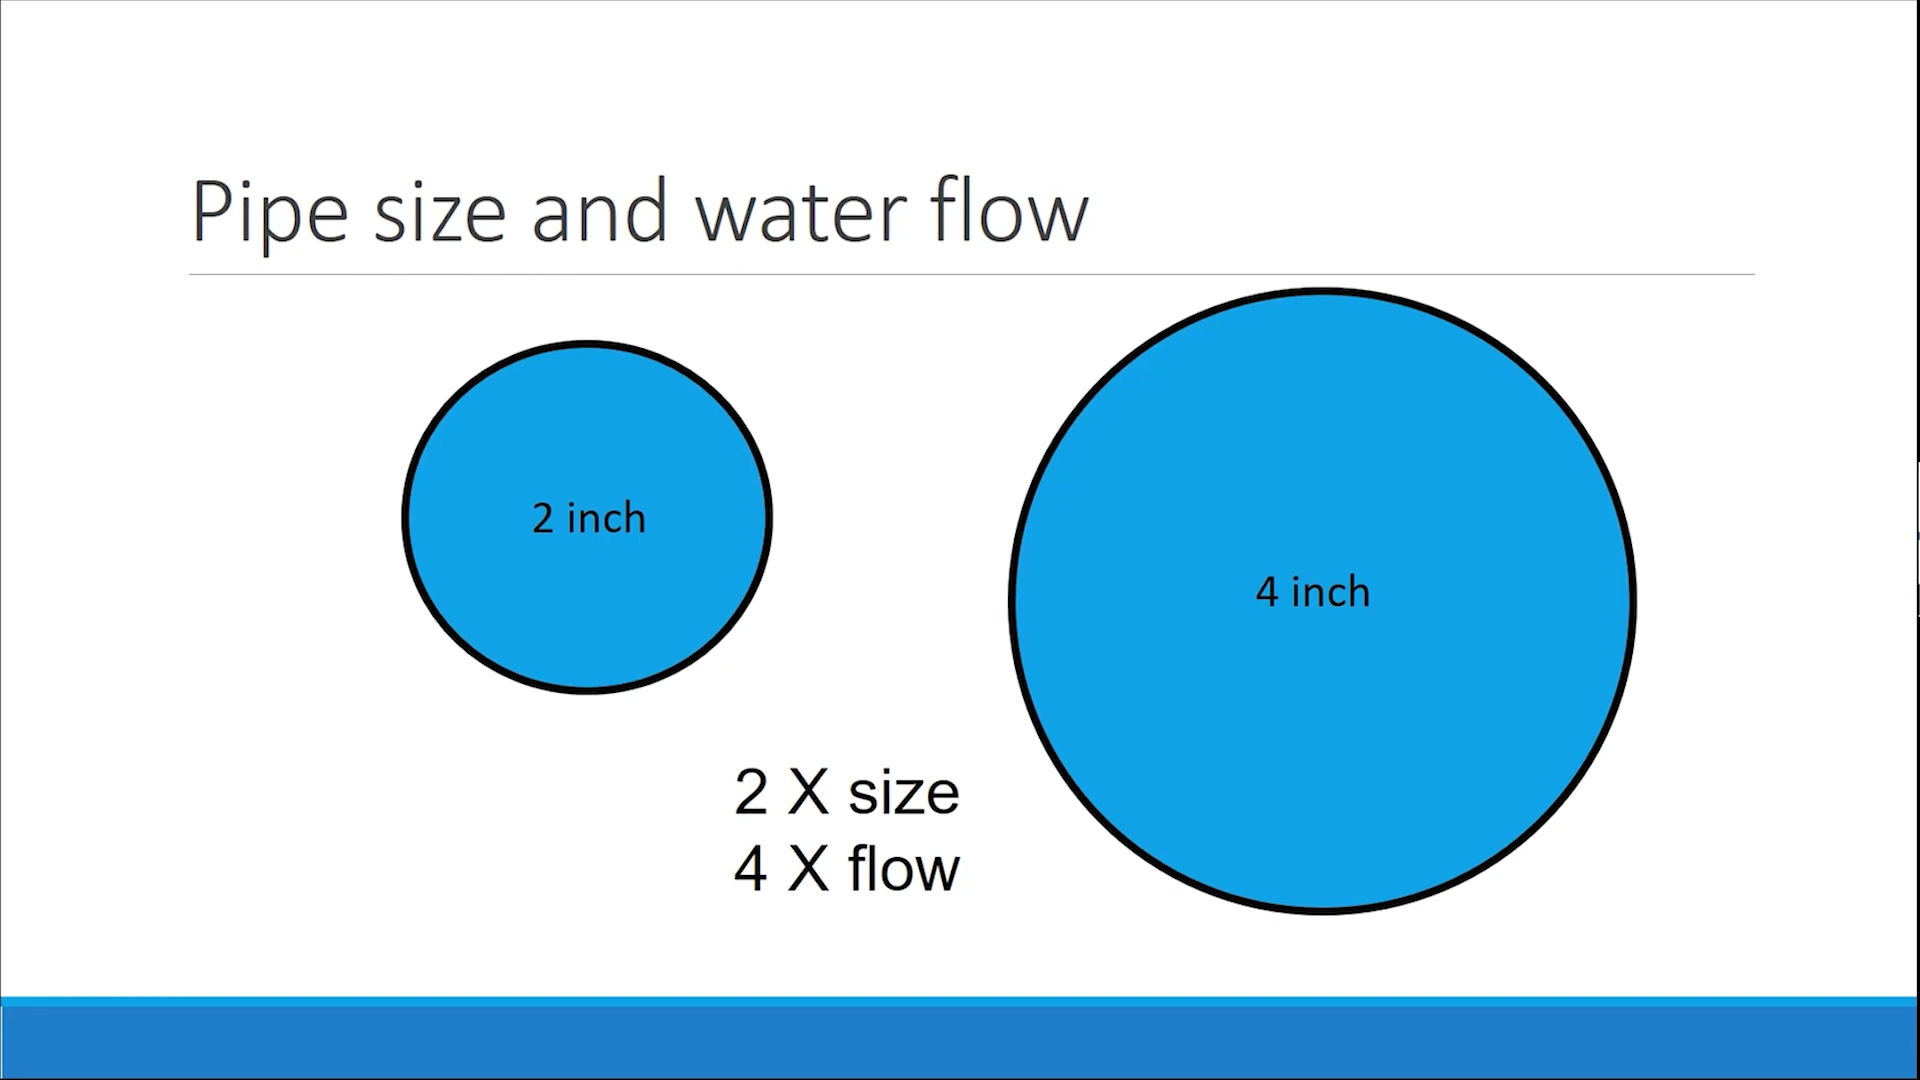 Pipe size and water flow
2 inch
4 inch
2 X size
4 X flow